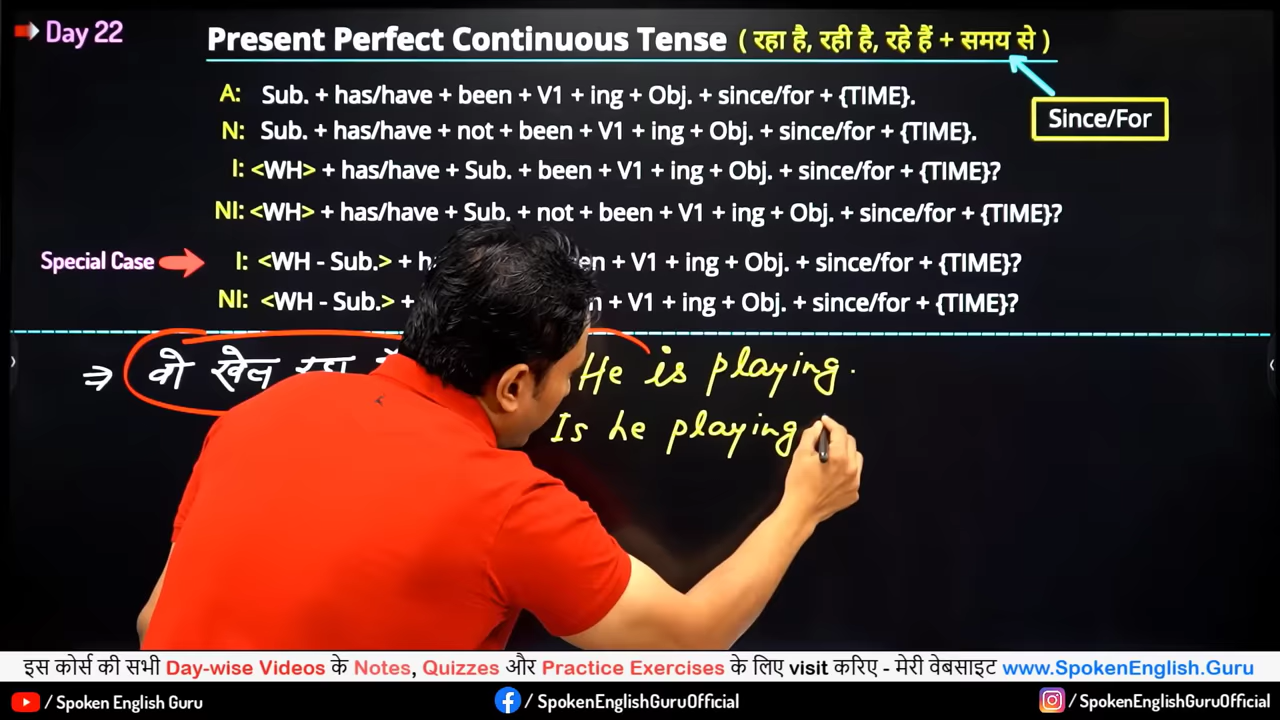 Day 22
Present Perfect Continuous Tense ( रहा है, रही है, रहे हैं + समय से )
Since/For
A: Sub. + has/have + been + V1 + ing + Obj. + since/for + {TIME}.
N: Sub. + has/have + not + been + V1 + ing + Obj. + since/for + {TIME}.
I: <WH> + has/have + Sub. + been + V1 + ing + Obj. + since/for + {TIME}?
NI: <WH> + has/have + Sub. + not + been + V1 + ing + Obj. + since/for + {TIME}?
Special Case I: <WH - Sub.> + + V1 + ing + Obj. + since/for + {TIME}?
NI: <WH - Sub.> + + V1 + ing + Obj. + since/for + {TIME}?
⇒ वो खेल रहा He is playing.
Is he playing
इस कोर्स की सभी Day-wise Videos के Notes, Quizzes और Practice Exercises के लिए visit करिए - मेरी वेबसाइट www.SpokenEnglish.Guru
/ Spoken English Guru / SpokenEnglishGuruOfficial / SpokenEnglishGuruOfficial